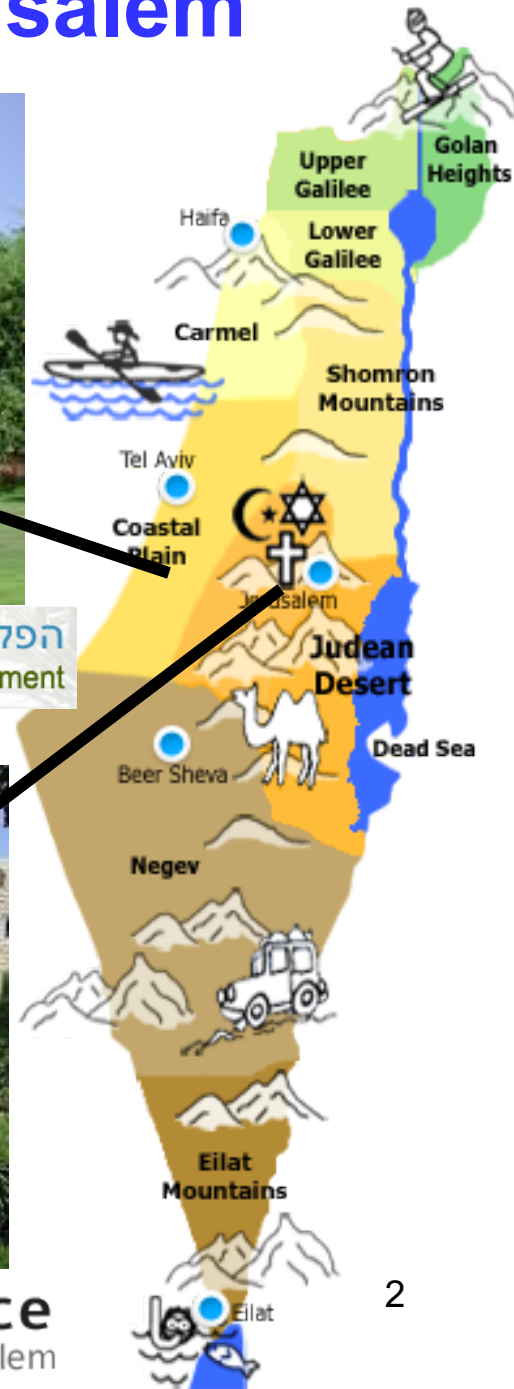 salem
Upper
Galilee
Golan
Heights
Haifa
Lower
Galilee
Carmel
Shomron
Mountains
Tel Aviv
Coastal
Plain
Jerusalem
Judean
Desert
הפק
ment
Dead Sea
Beer Sheva
Negev
Eilat
Mountains
2
Eilat
ce
lem